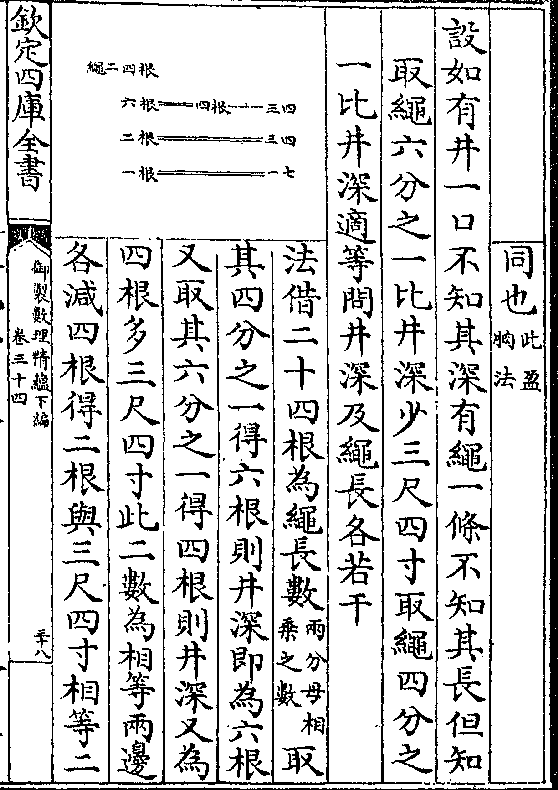 同也此盈朒法
設如有井一口不知其深有繩一條不知其長但知
取繩六分之一比井深少三尺四寸取繩四分之
一比井深適等問井深及繩長各若干
法借二十四根為繩長數兩分母相乘之數取
其四分之一得六根則井深即為六根
又取其六分之一得四根則井深又為
四根多三尺四寸此二數為相等兩邊
各減四根得二根與三尺四寸相等二
繩二四根
六根 四根 三四
二根 三四
一根 一七
欽定四庫全書
御製數理精蘊下編
卷三十四